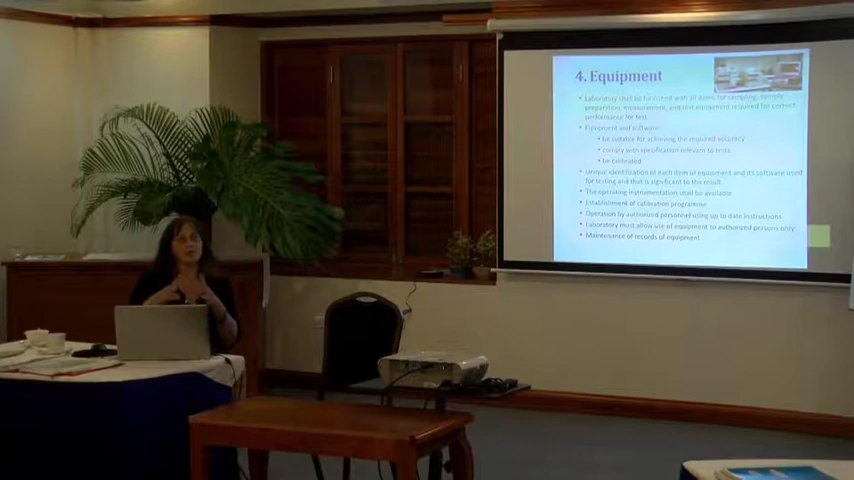 4. Equipment
• Laboratory shall be furnished with all items for sampling, sample
preparation, measurement, and test equipment required for correct
performance for test
• Equipment and software:
• be suitable for achieving the required accuracy
• comply with specification relevant to tests
• be calibrated
• Unique identification of each item of equipment and its software used
for testing and that is significant to the result
• The operating instrumentation shall be available
• Establishment of calibration programme
• Operation by authorized personnel using up to date instructions
• Laboratory must allow use of equipment to authorized persons only
• Maintenance of records of equipment